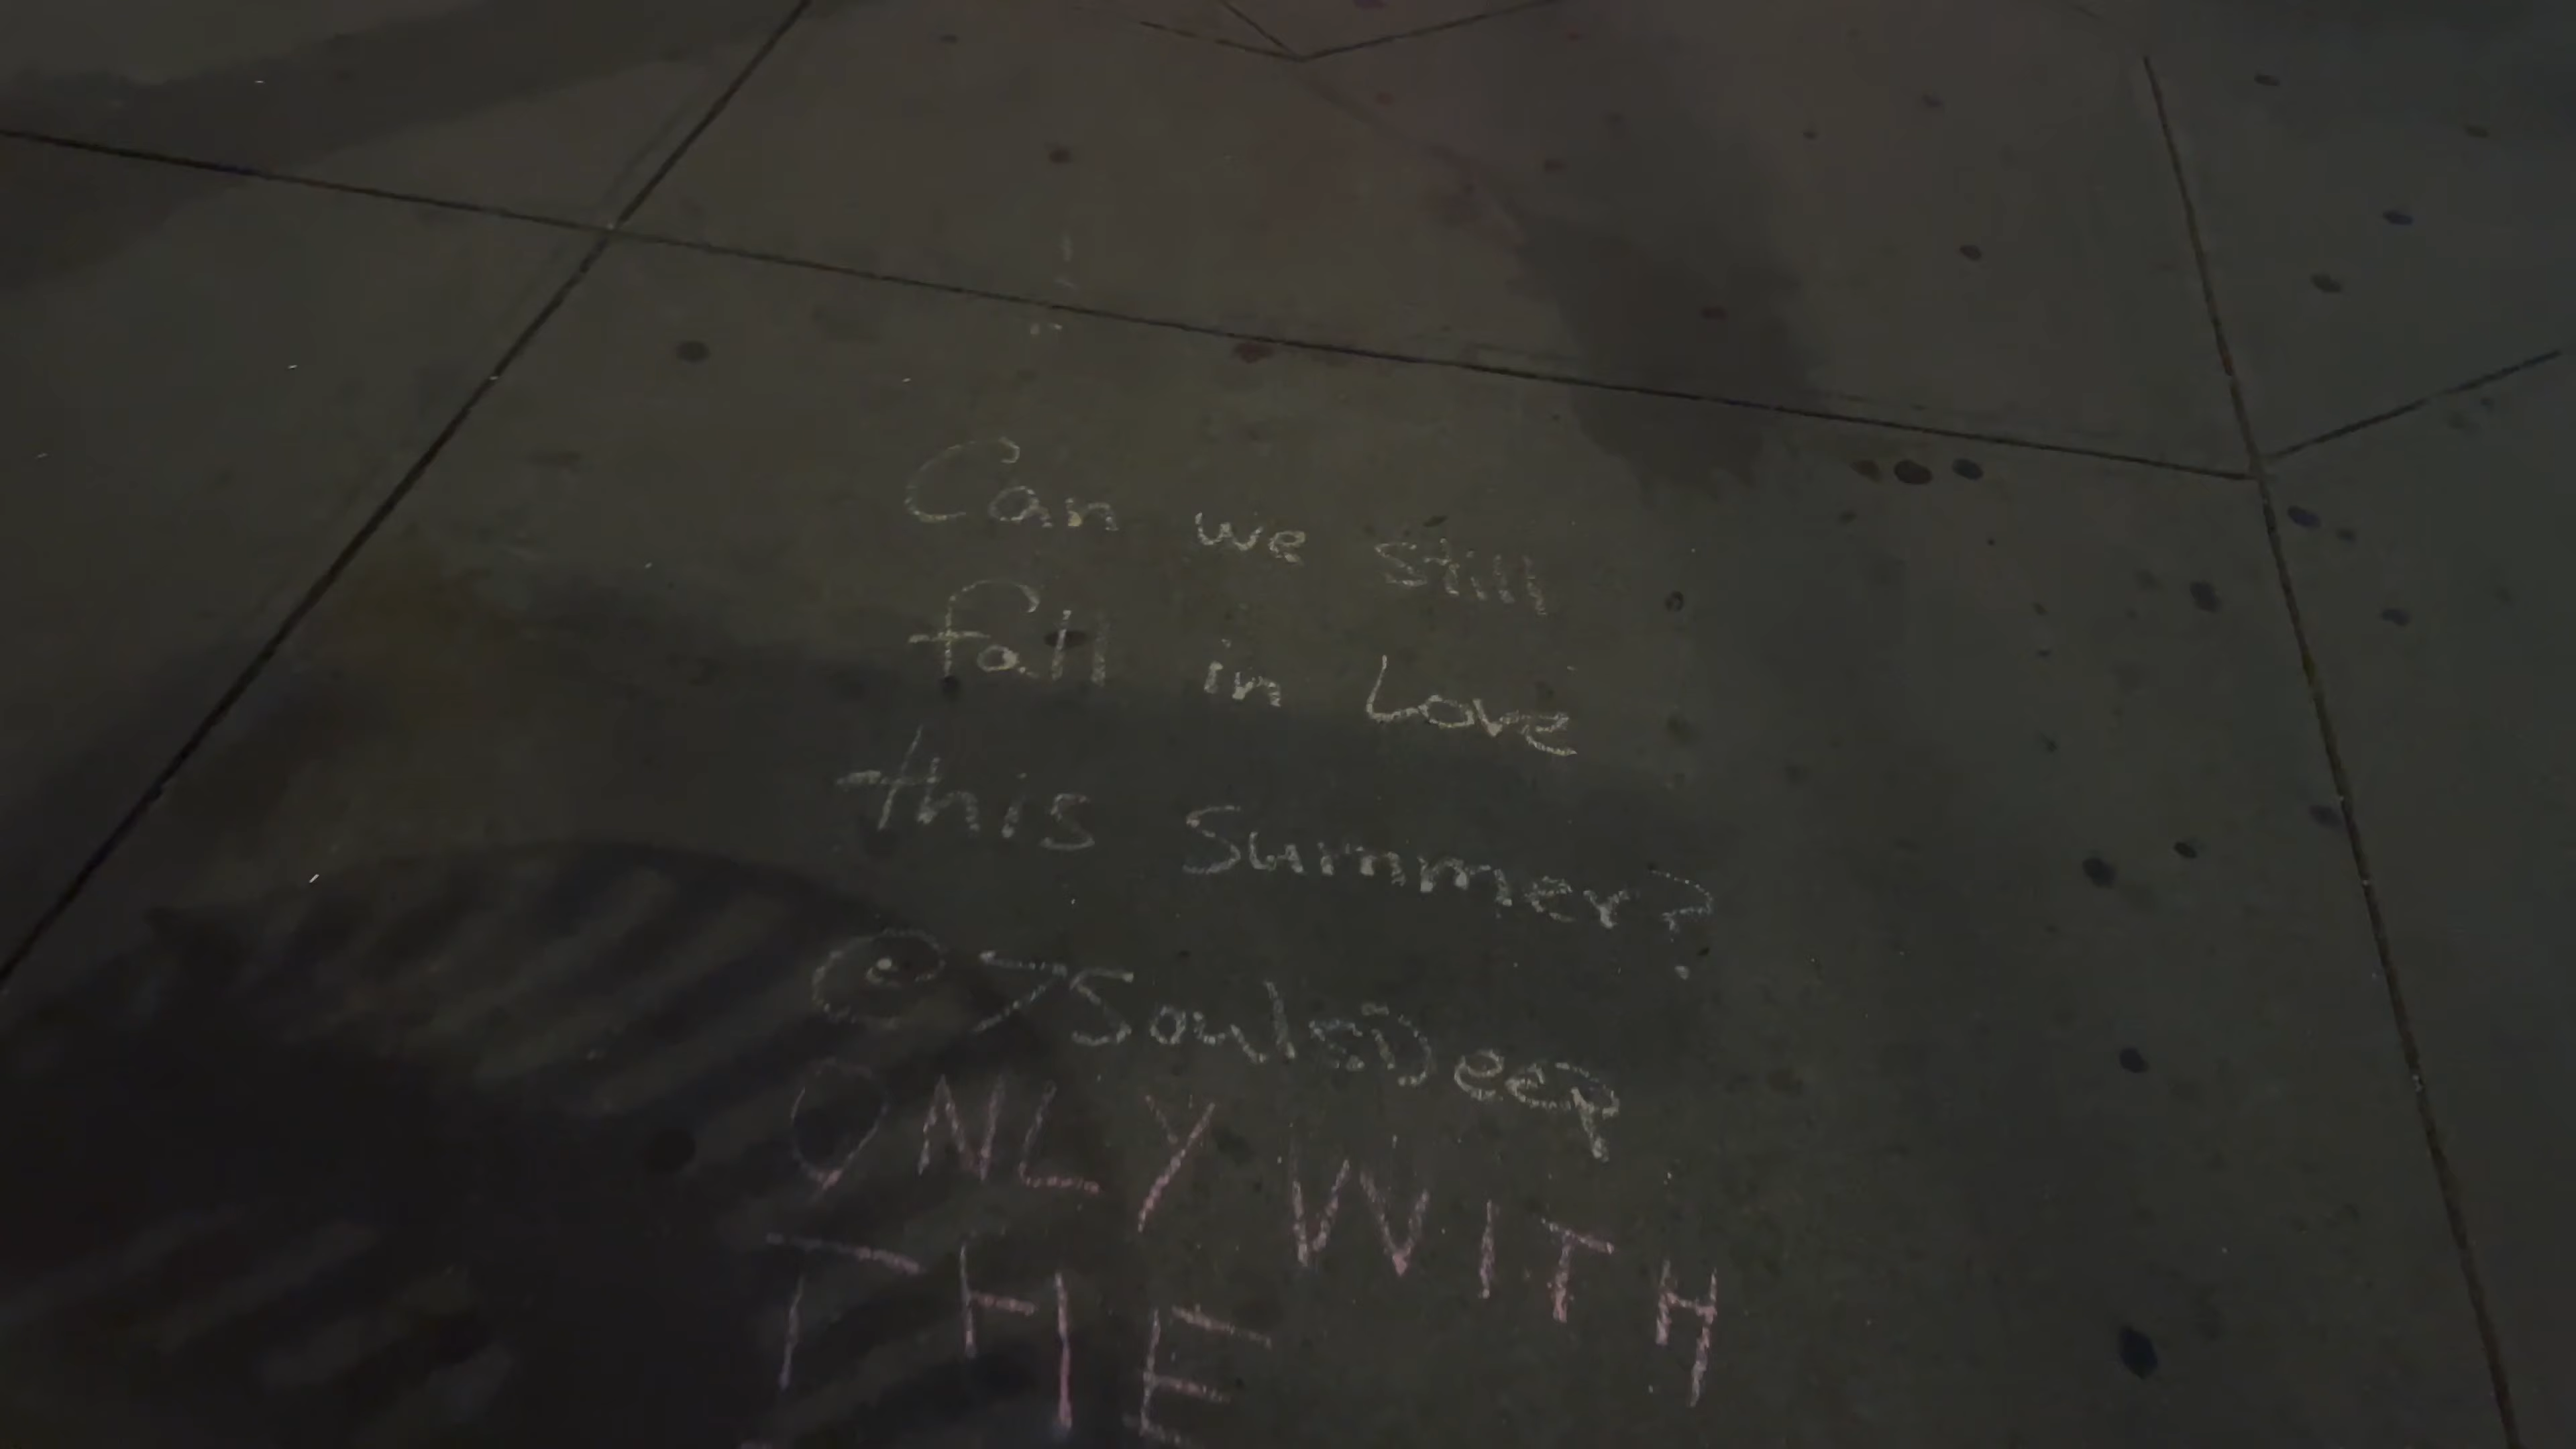 Can we still
fall in Love
this Summer?
@7SoulsDeep
ONLY WITH
THE